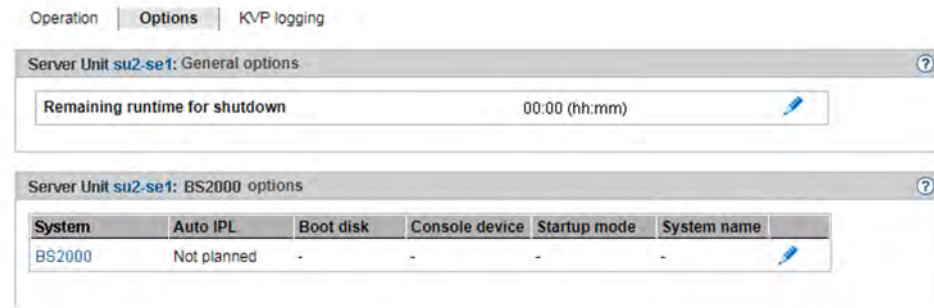 Operation Options KVP logging
Server Unit su2-se1: General options ?
Remaining runtime for shutdown 00:00 (hh:mm)
Server Unit su2-se1: BS2000 options ?
System Auto IPL Boot disk Console device Startup mode System name
BS2000 Not planned - - - -